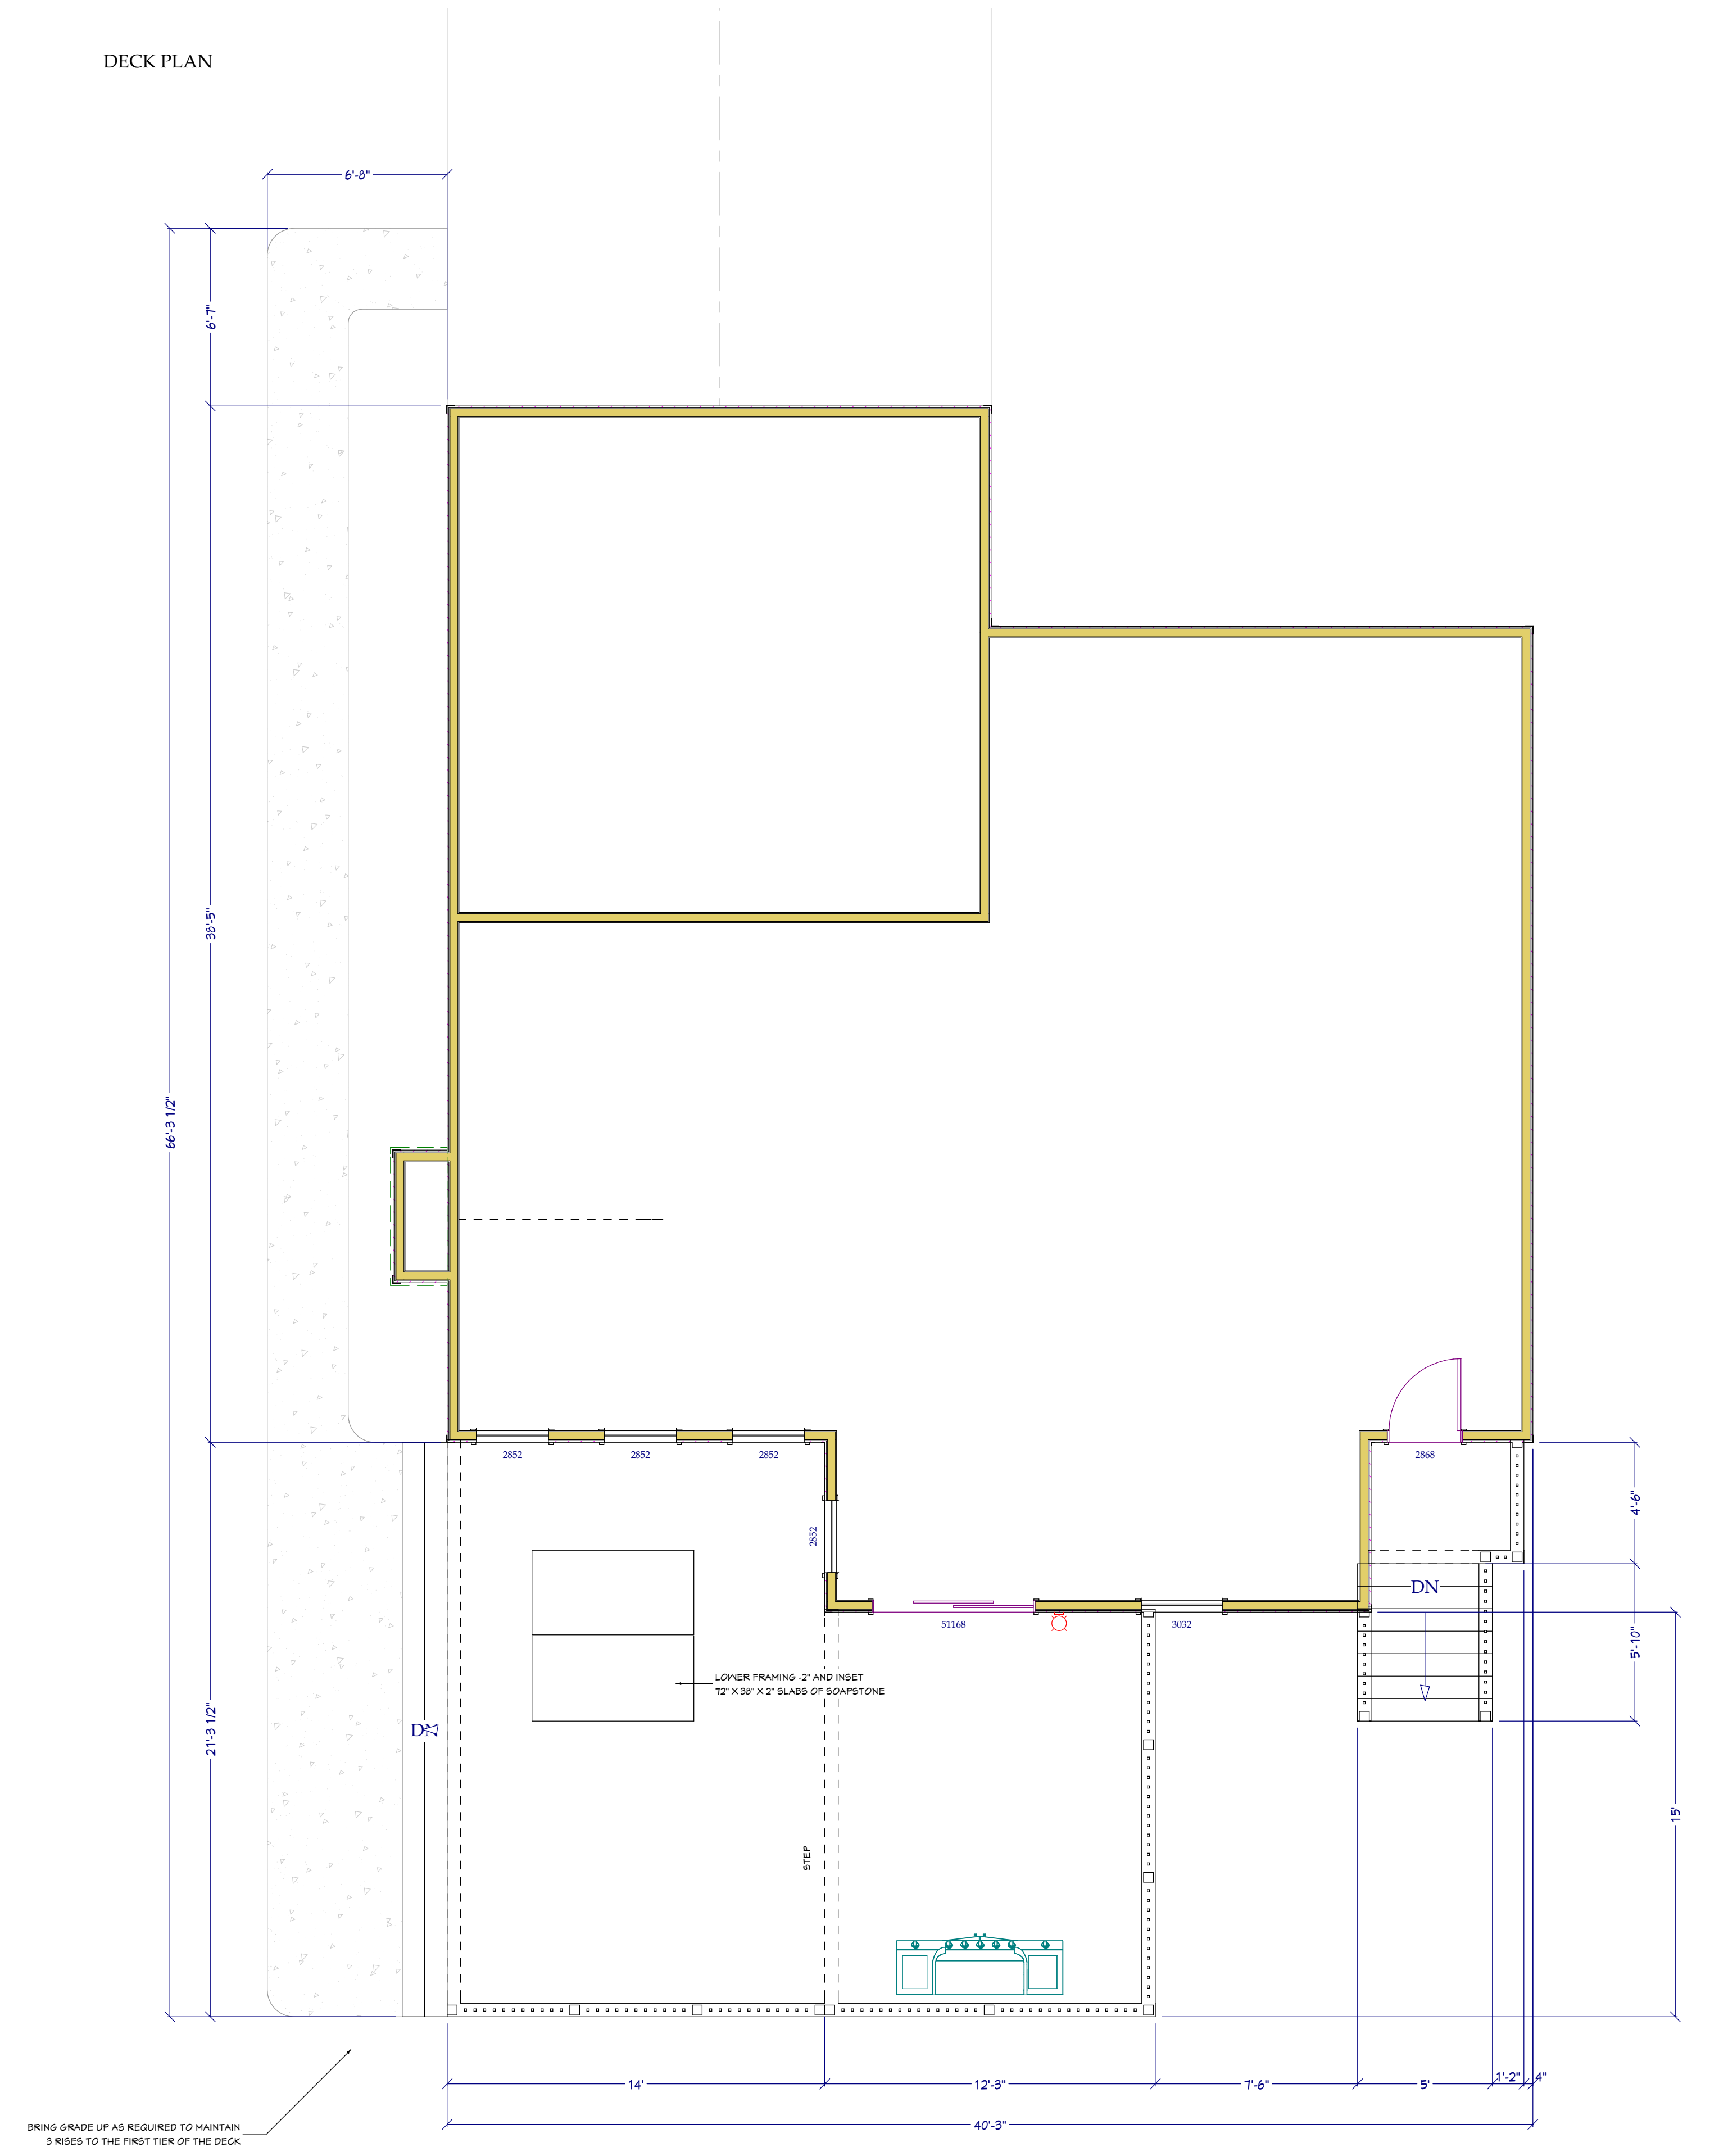 DECK PLAN
6'-8"
6'-7"
38'-5"
66'-3 1/2"
2852
2852
2852
2868
2852
4'-6"
DN
51168
3032
5'-10"
LOWER FRAMING -2" AND INSET
72" X 38" X 2" SLABS OF SOAPSTONE
21'-3 1/2"
DN
15'
STEP
14'
12'-3"
7'-6"
5'
1'-2"
4"
40'-3"
BRING GRADE UP AS REQUIRED TO MAINTAIN
3 RISES TO THE FIRST TIER OF THE DECK